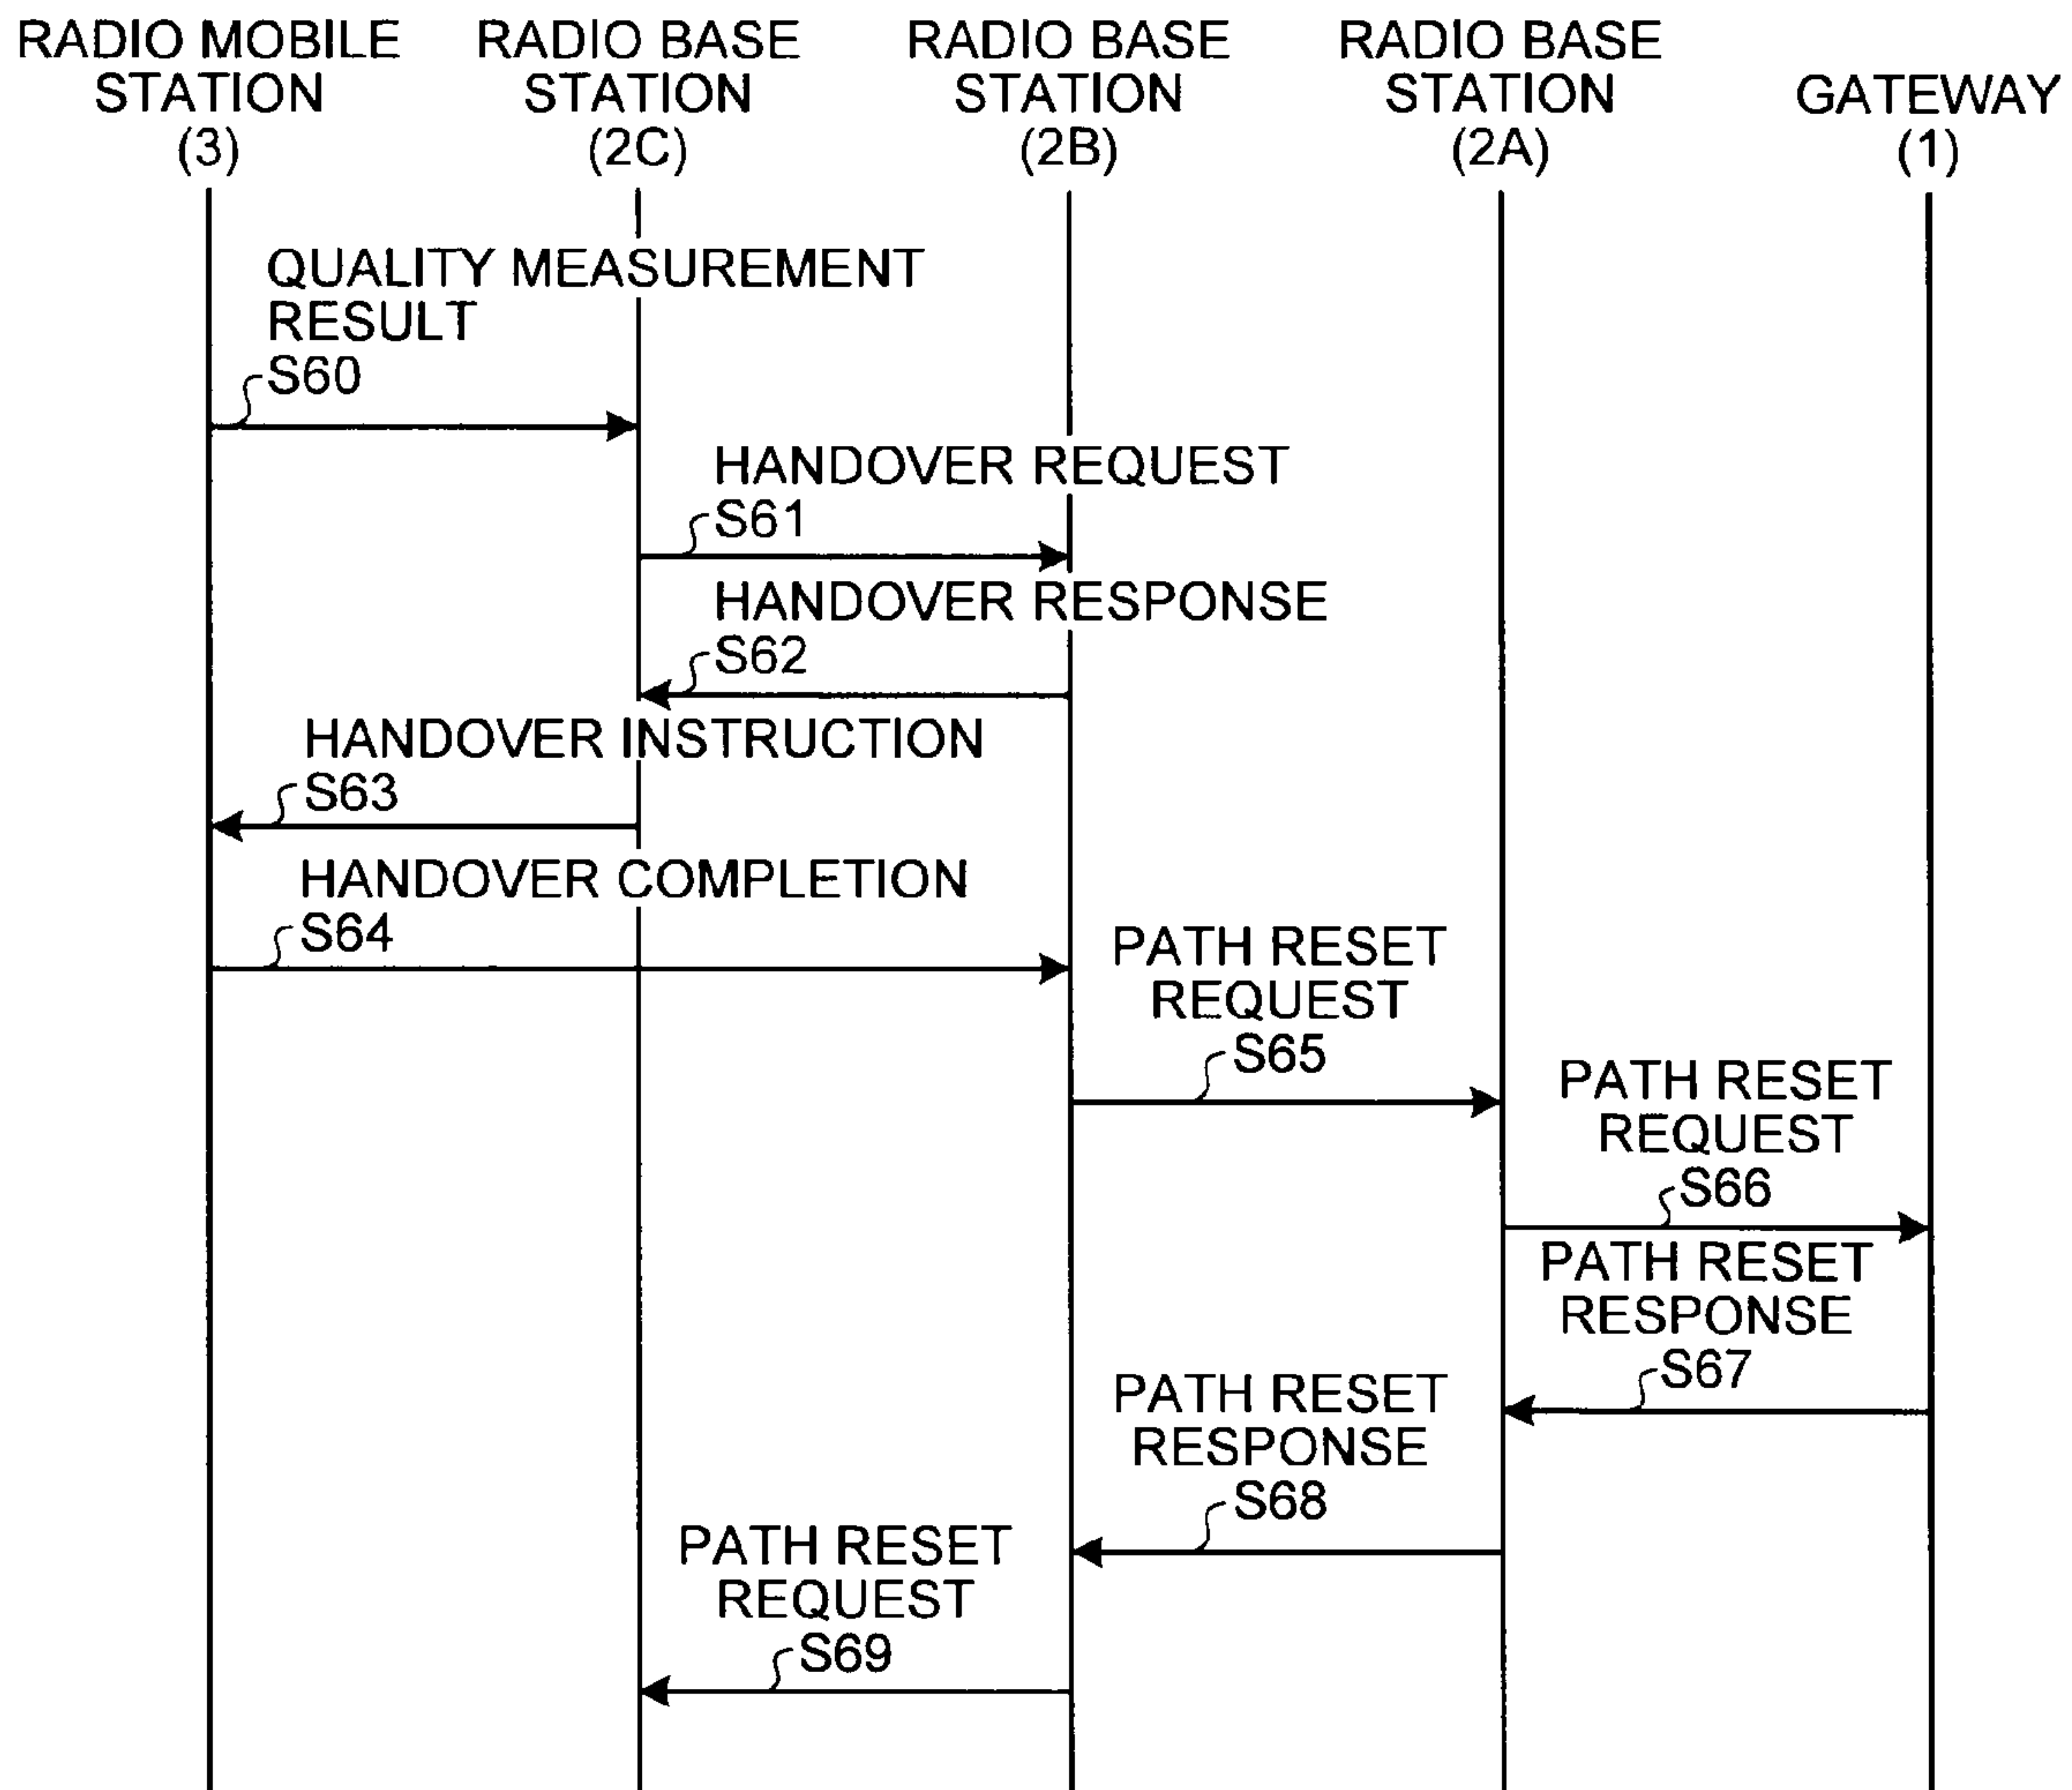 RADIO MOBILE
STATION
(3)
RADIO BASE
STATION
(2C)
RADIO BASE
STATION
(2B)
RADIO BASE
STATION
(2A)
GATEWAY
(1)
QUALITY MEASUREMENT
RESULT
S60
HANDOVER REQUEST
S61
HANDOVER RESPONSE
S62
HANDOVER INSTRUCTION
S63
HANDOVER COMPLETION
S64
PATH RESET
REQUEST
S65
PATH RESET
REQUEST
S66
PATH RESET
RESPONSE
S67
PATH RESET
RESPONSE
S68
PATH RESET
REQUEST
S69